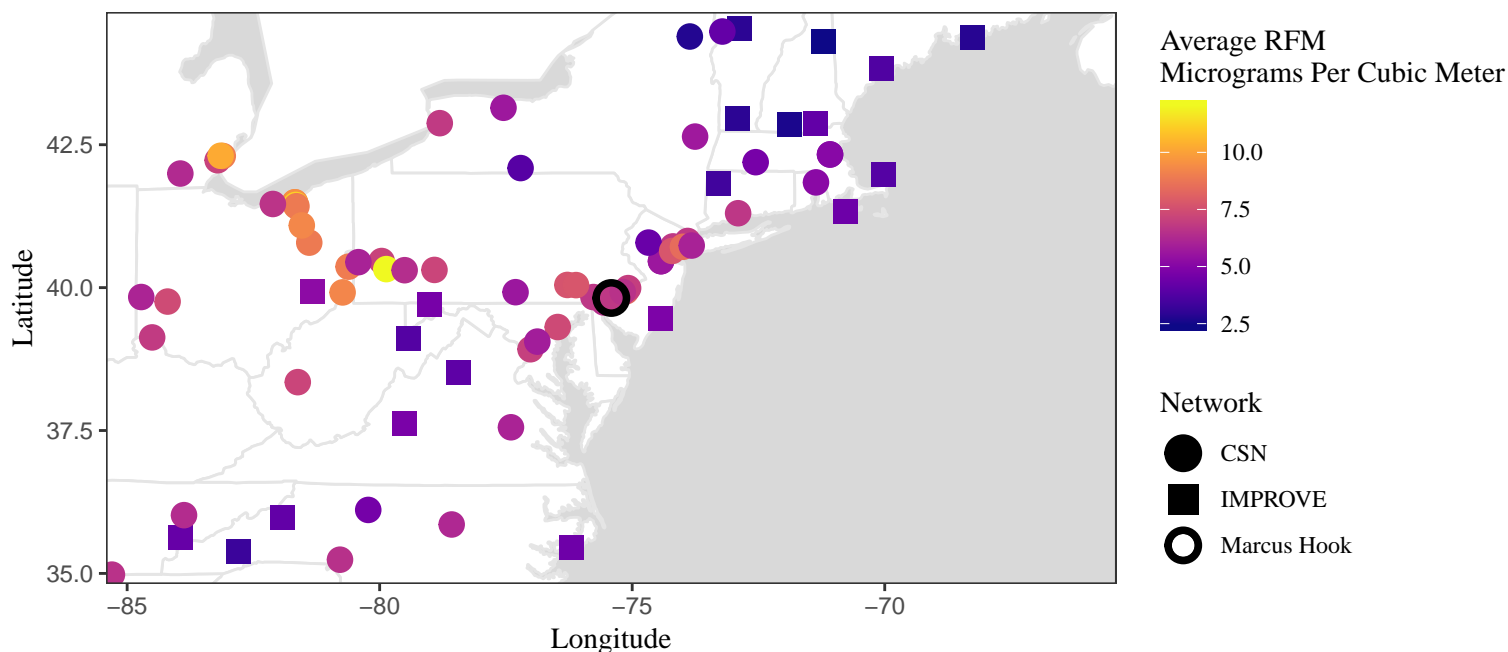 42.5
40.0
37.5
35.0
Latitude
−85
−80
−75
−70
Longitude
Average RFM
Micrograms Per Cubic Meter
10.0
7.5
5.0
2.5
Network
CSN
IMPROVE
Marcus Hook